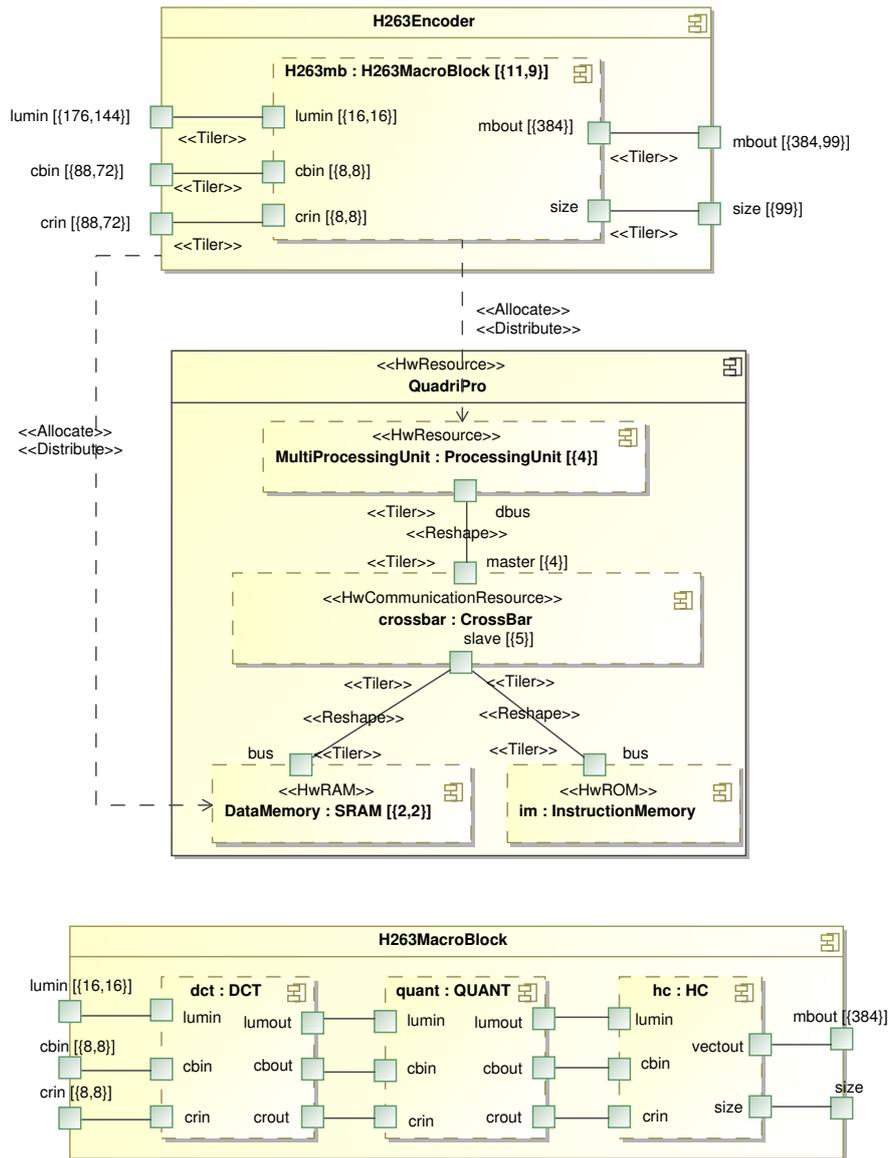 H263Encoder
H263mb : H263MacroBlock [{11,9}]
lumin [{176,144}]
lumin [{16,16}]
mbout [{384}]
mbout [{384,99}]
<<Tiler>>
<<Tiler>>
cbin [{88,72}]
cbin [{8,8}]
<<Tiler>>
size
size [{99}]
crin [{88,72}]
crin [{8,8}]
<<Tiler>>
<<Tiler>>
<<Allocate>>
<<Distribute>>
<<HwResource>>
QuadriPro
<<Allocate>>
<<Distribute>>
<<HwResource>>
MultiProcessingUnit : ProcessingUnit [{4}]
<<Tiler>>
dbus
<<Reshape>>
<<Tiler>>
master [{4}]
<<HwCommunicationResource>>
crossbar : CrossBar
slave [{5}]
<<Tiler>>
<<Tiler>>
<<Reshape>>
<<Reshape>>
bus
<<Tiler>>
<<Tiler>>
bus
<<HwRAM>>
DataMemory : SRAM [{2,2}]
<<HwROM>>
im : InstructionMemory
H263MacroBlock
lumin [{16,16}]
dct : DCT
quant : QUANT
hc : HC
lumin
lumout
lumin
lumout
lumin
mbout [{384}]
cbin [{8,8}]
vectout
cbin
cbout
cbin
cbout
cbin
crin [{8,8}]
size
crin
crout
crin
crout
crin
size